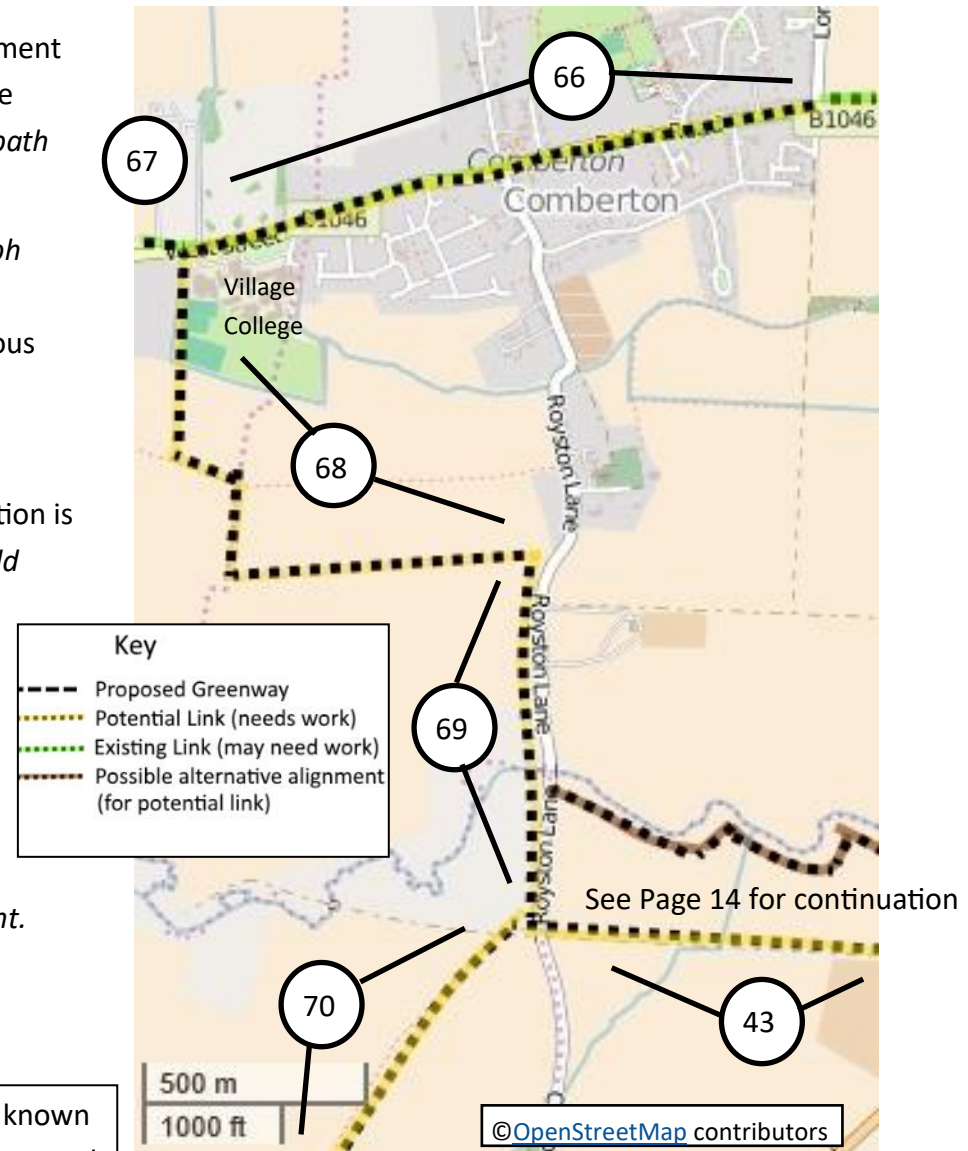 ment
e
path
ph
ous
tion is
ld
nt.
known
66
67
B1046
Comberton
Comberton
B1046
Village
College
Royston Lane
68
Royston Lane
Key
Proposed Greenway
Potential Link (needs work)
Existing Link (may need work)
Possible alternative alignment
(for potential link)
69
Royston Lane
See Page 14 for continuation
70
43
500 m
1000 ft
©OpenStreetMap contributors